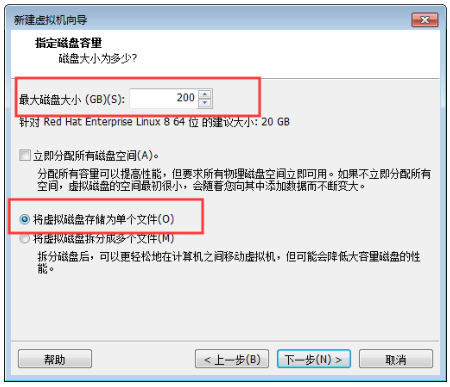 新建虚拟机向导
指定磁盘容量
磁盘大小为多少?
最大磁盘大小 (GB)(S): 200
针对 Red Hat Enterprise Linux 8 64 位 的建议大小: 20 GB
立即分配所有磁盘空间(A)。
分配所有容量可以提高性能，但要求所有物理磁盘空间立即可用。如果不立即分配所有
空间，虚拟磁盘的空间最初很小，会随着您向其中添加数据而不断变大。
将虚拟磁盘存储为单个文件(O)
将虚拟磁盘拆分成多个文件(M)
拆分磁盘后，可以更轻松地在计算机之间移动虚拟机，但可能会降低大容量磁盘的性
能。
帮助 < 上一步(B) 下一步(N) > 取消